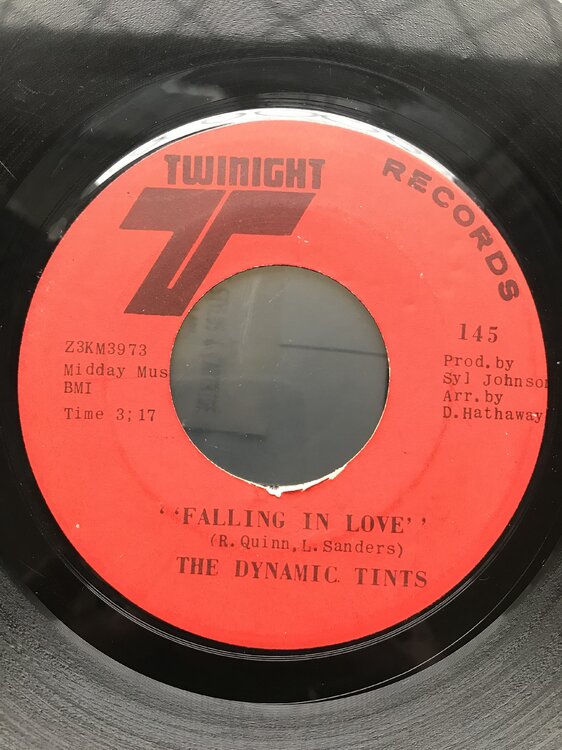 TWINIGHT
RECORDS
T
Z3KM3973
Midday Mus
BMI
Time 3;17
145
Prod.by
Syl Johnson
Arr.by
D.Hathaway
‘‘FALLING IN LOVE’’
(R. Quinn, L. Sanders)
THE DYNAMIC TINTS